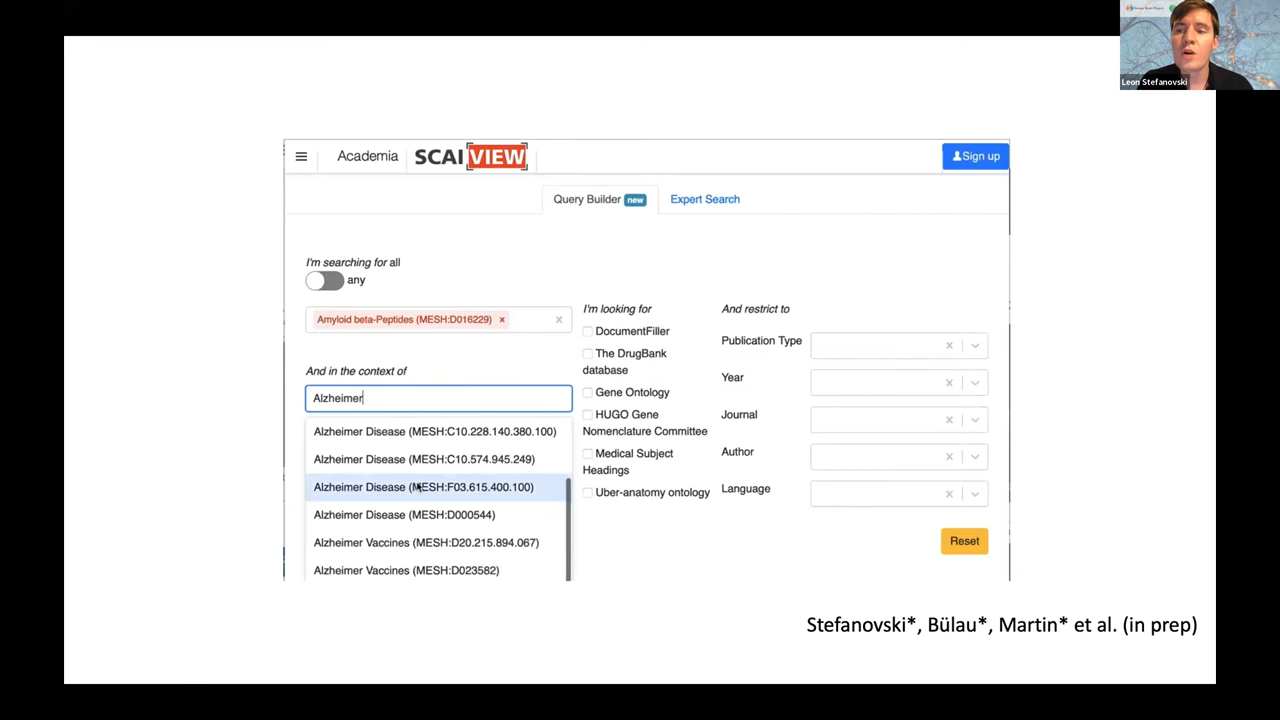 Leon Stefanovski
Academia
SCAIVIEW
Sign up
Query Builder new
Expert Search
I'm searching for all
any
Amyloid beta-Peptides (MESH:D016229) ×
And in the context of
Alzheimer
Alzheimer Disease (MESH:C10.228.140.380.100)
Alzheimer Disease (MESH:C10.574.945.249)
Alzheimer Disease (MESH:F03.615.400.100)
Alzheimer Disease (MESH:D000544)
Alzheimer Vaccines (MESH:D20.215.894.067)
Alzheimer Vaccines (MESH:D023582)
I'm looking for
DocumentFiller
The DrugBank
database
Gene Ontology
HUGO Gene
Nomenclature Committee
Medical Subject
Headings
Uber-anatomy ontology
And restrict to
Publication Type
Year
Journal
Author
Language
Reset
Stefanovski*, Bülau*, Martin* et al. (in prep)